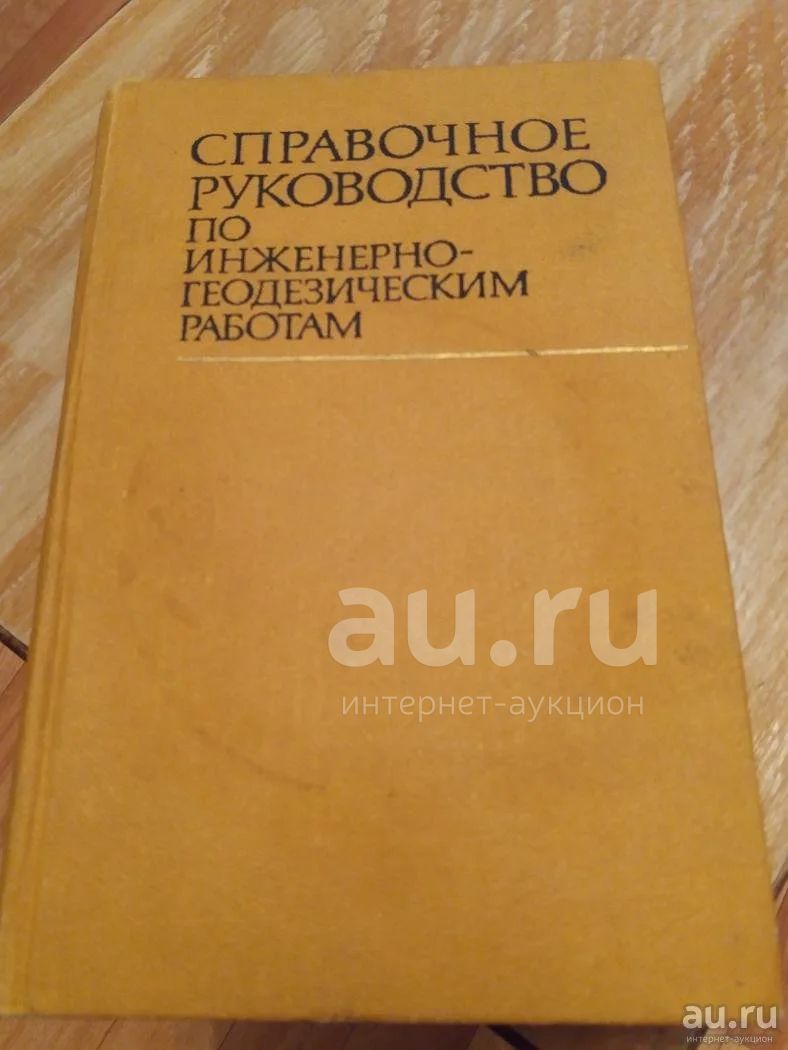 СПРАВОЧНОЕ
РУКОВОДСТВО
ПО
ИНЖЕНЕРНО-
ГЕОДЕЗИЧЕСКИМ
РАБОТАМ
au.ru
интернет-аукцион
au.ru
интернет-аукцион